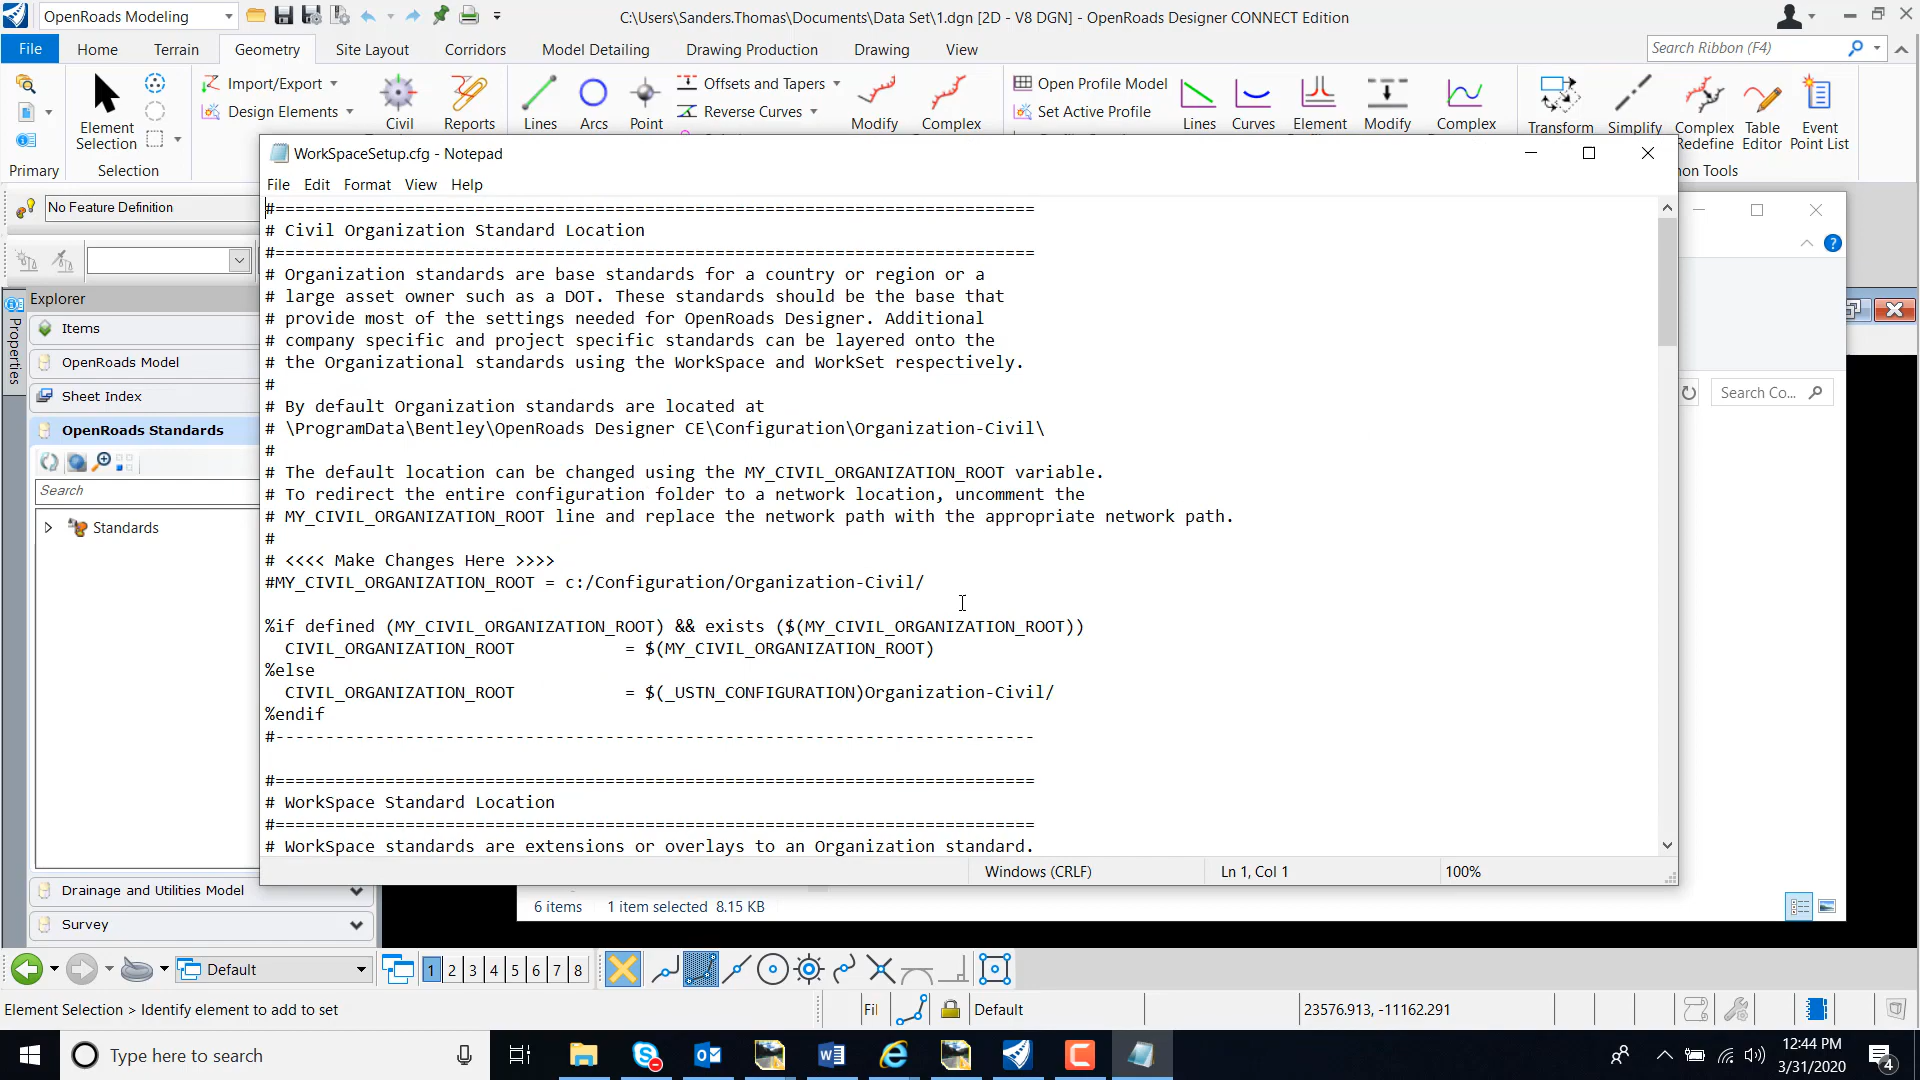 OpenRoads Modeling
C:\Users\Sanders.Thomas\Documents\Data Set\1.dgn [2D - V8 DGN] - OpenRoads Designer CONNECT Edition
File Home Terrain Geometry Site Layout Corridors Model Detailing Drawing Production Drawing View
Search Ribbon (F4)
Import/Export
Offsets and Tapers
Open Profile Model
Design Elements
Reverse Curves
Set Active Profile
Element
Selection
Civil
Reports
Lines
Arcs
Point
Modify
Complex
Lines
Curves
Element
Modify
Complex
Transform
Simplify
Complex
Redefine
Table
Editor
Event
Point List
Primary
Selection
on Tools
WorkSpaceSetup.cfg - Notepad
File Edit Format View Help
#============================================================================
# Civil Organization Standard Location
#============================================================================
# Organization standards are base standards for a country or region or a
# large asset owner such as a DOT. These standards should be the base that
# provide most of the settings needed for OpenRoads Designer. Additional
# company specific and project specific standards can be layered onto the
# the Organizational standards using the WorkSpace and WorkSet respectively.
#
# By default Organization standards are located at
# \ProgramData\Bentley\OpenRoads Designer CE\Configuration\Organization-Civil\
#
# The default location can be changed using the MY_CIVIL_ORGANIZATION_ROOT variable.
# To redirect the entire configuration folder to a network location, uncomment the
# MY_CIVIL_ORGANIZATION_ROOT line and replace the network path with the appropriate network path.
#
# <<<< Make Changes Here >>>>
#MY_CIVIL_ORGANIZATION_ROOT = c:/Configuration/Organization-Civil/
%if defined (MY_CIVIL_ORGANIZATION_ROOT) && exists ($(MY_CIVIL_ORGANIZATION_ROOT))
CIVIL_ORGANIZATION_ROOT = $(MY_CIVIL_ORGANIZATION_ROOT)
%else
CIVIL_ORGANIZATION_ROOT = $(_USTN_CONFIGURATION)Organization-Civil/
%endif
#----------------------------------------------------------------------------
#============================================================================
# WorkSpace Standard Location
#============================================================================
# WorkSpace standards are extensions or overlays to an Organization standard.
Windows (CRLF) Ln 1, Col 1 100%
No Feature Definition
Properties
Explorer
Items
OpenRoads Model
Sheet Index
OpenRoads Standards
Search
Standards
Drainage and Utilities Model
Survey
Search Co...
6 items 1 item selected 8.15 KB
Default
1 2 3 4 5 6 7 8
Element Selection > Identify element to add to set
Fil
Default
23576.913, -11162.291
Type here to search
12:44 PM
3/31/2020
4